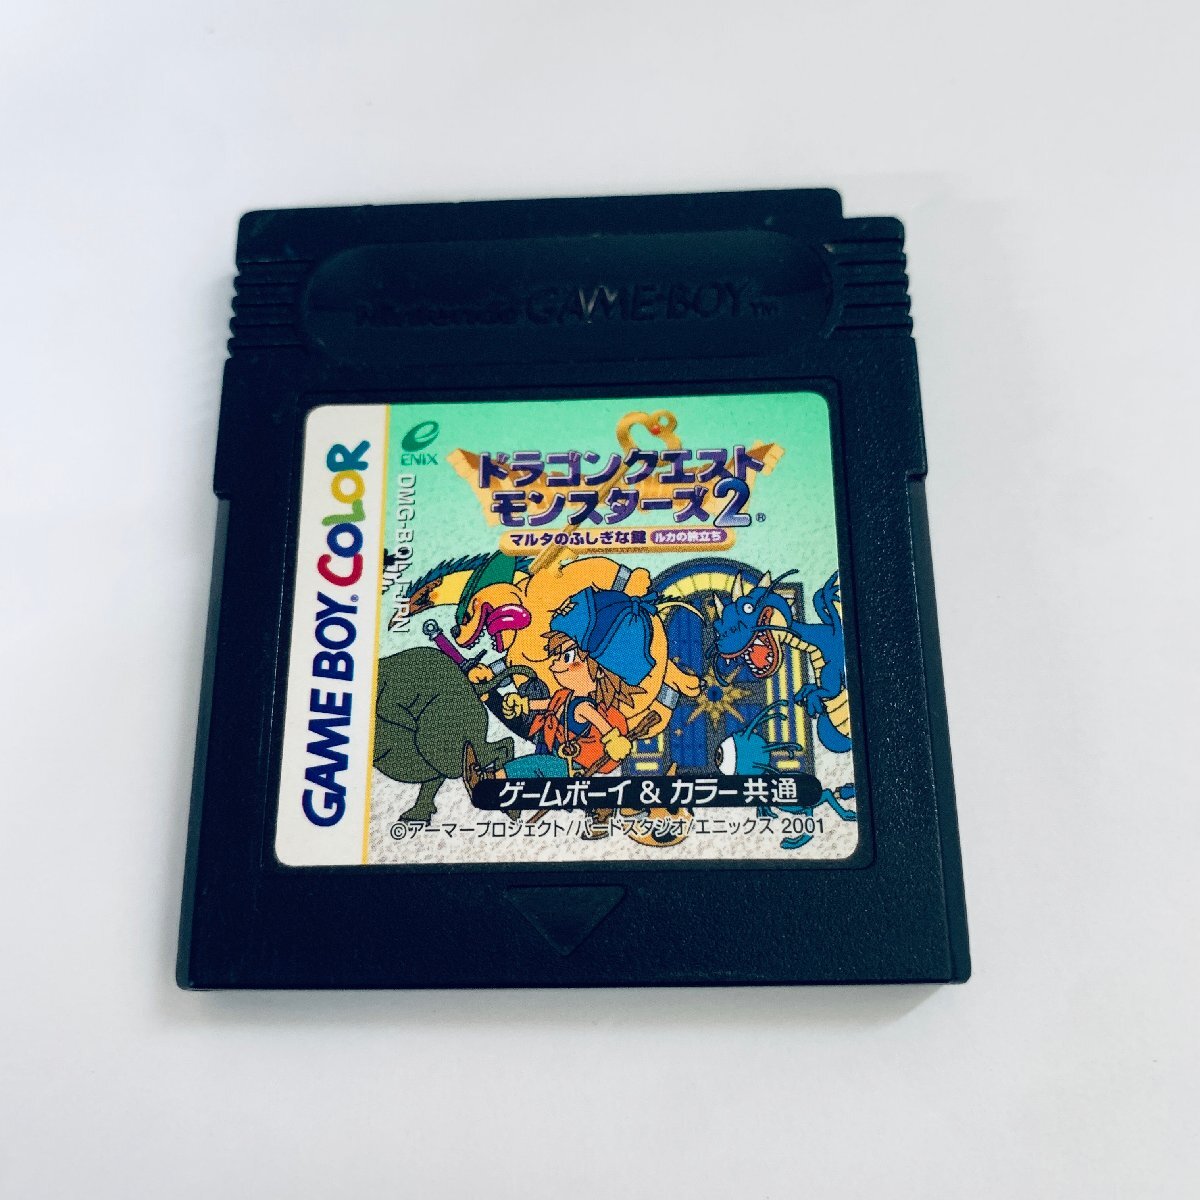 Nintendo GAME BOY™
GAME BOY COLOR
ENIX
ドラゴンクエスト
モンスターズ2®
マルタのふしぎな鍵 ルカの旅立ち
ゲームボーイ & カラー共通
©アーマープロジェクト/バードスタジオ/エニックス 2001